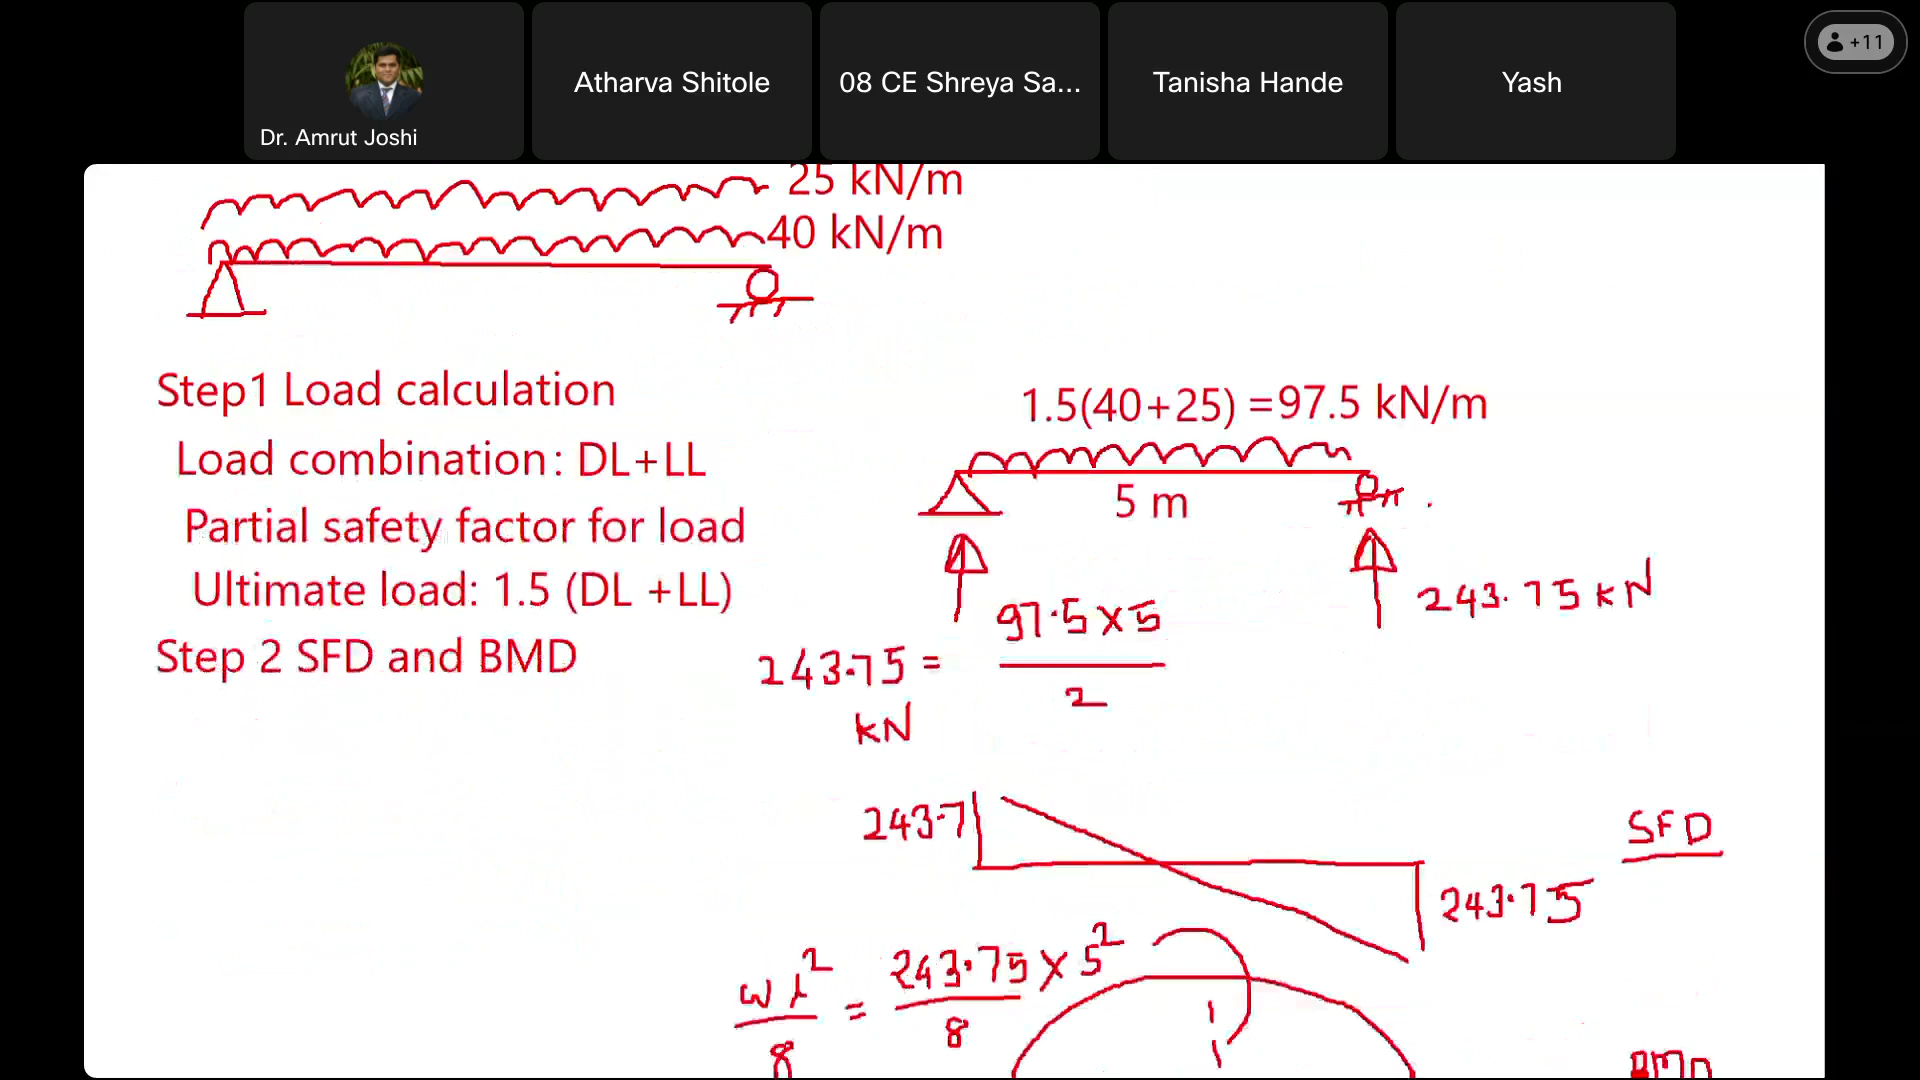 +11
Dr. Amrut Joshi
Atharva Shitole
08 CE Shreya Sa...
Tanisha Hande
Yash
25 kN/m
40 kN/m
Step1 Load calculation
Load combination: DL+LL
Partial safety factor for load
Ultimate load: 1.5 (DL +LL)
Step 2 SFD and BMD
1.5(40+25) =97.5 kN/m
5 m
243.75 kN
243.75 = 97.5 x 5
2
kN
243.7
SFD
243.75
wl² = 243.75 x 5²
8 8
BMD